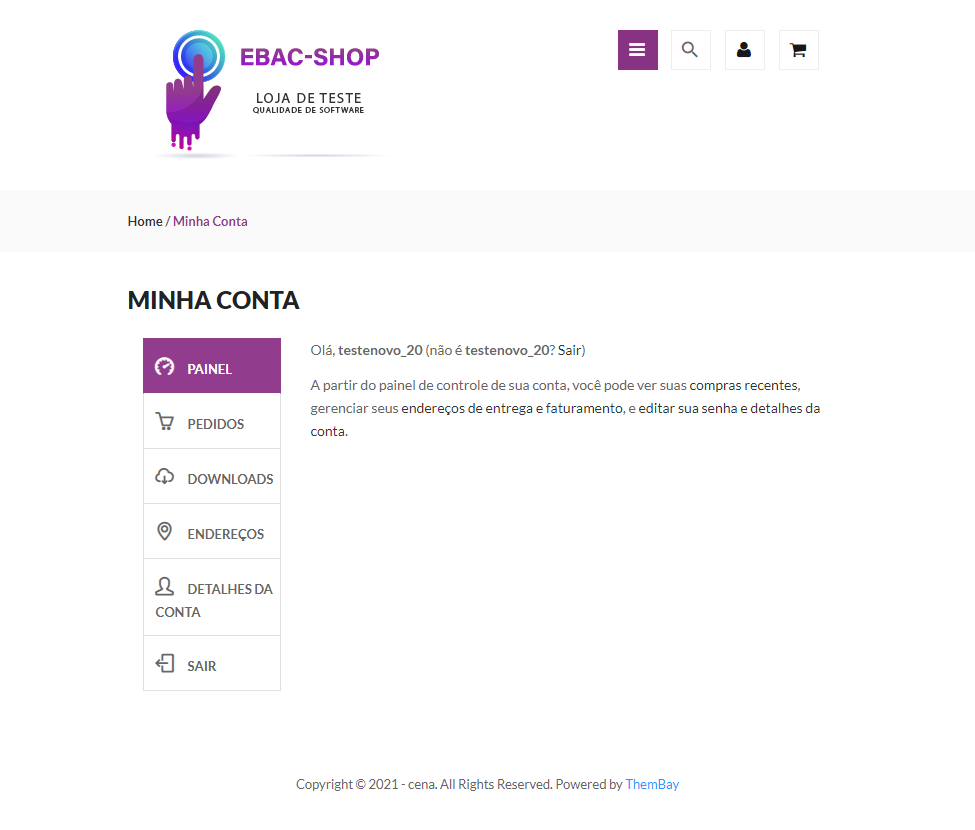 EBAC-SHOP
LOJA DE TESTE
QUALIDADE DE SOFTWARE
Home / Minha Conta
MINHA CONTA
PAINEL
PEDIDOS
DOWNLOADS
ENDEREÇOS
DETALHES DA
CONTA
SAIR
Olá, testenovo_20 (não é testenovo_20? Sair)
A partir do painel de controle de sua conta, você pode ver suas compras recentes,
gerenciar seus endereços de entrega e faturamento, e editar sua senha e detalhes da
conta.
Copyright © 2021 - cena. All Rights Reserved. Powered by ThemBay